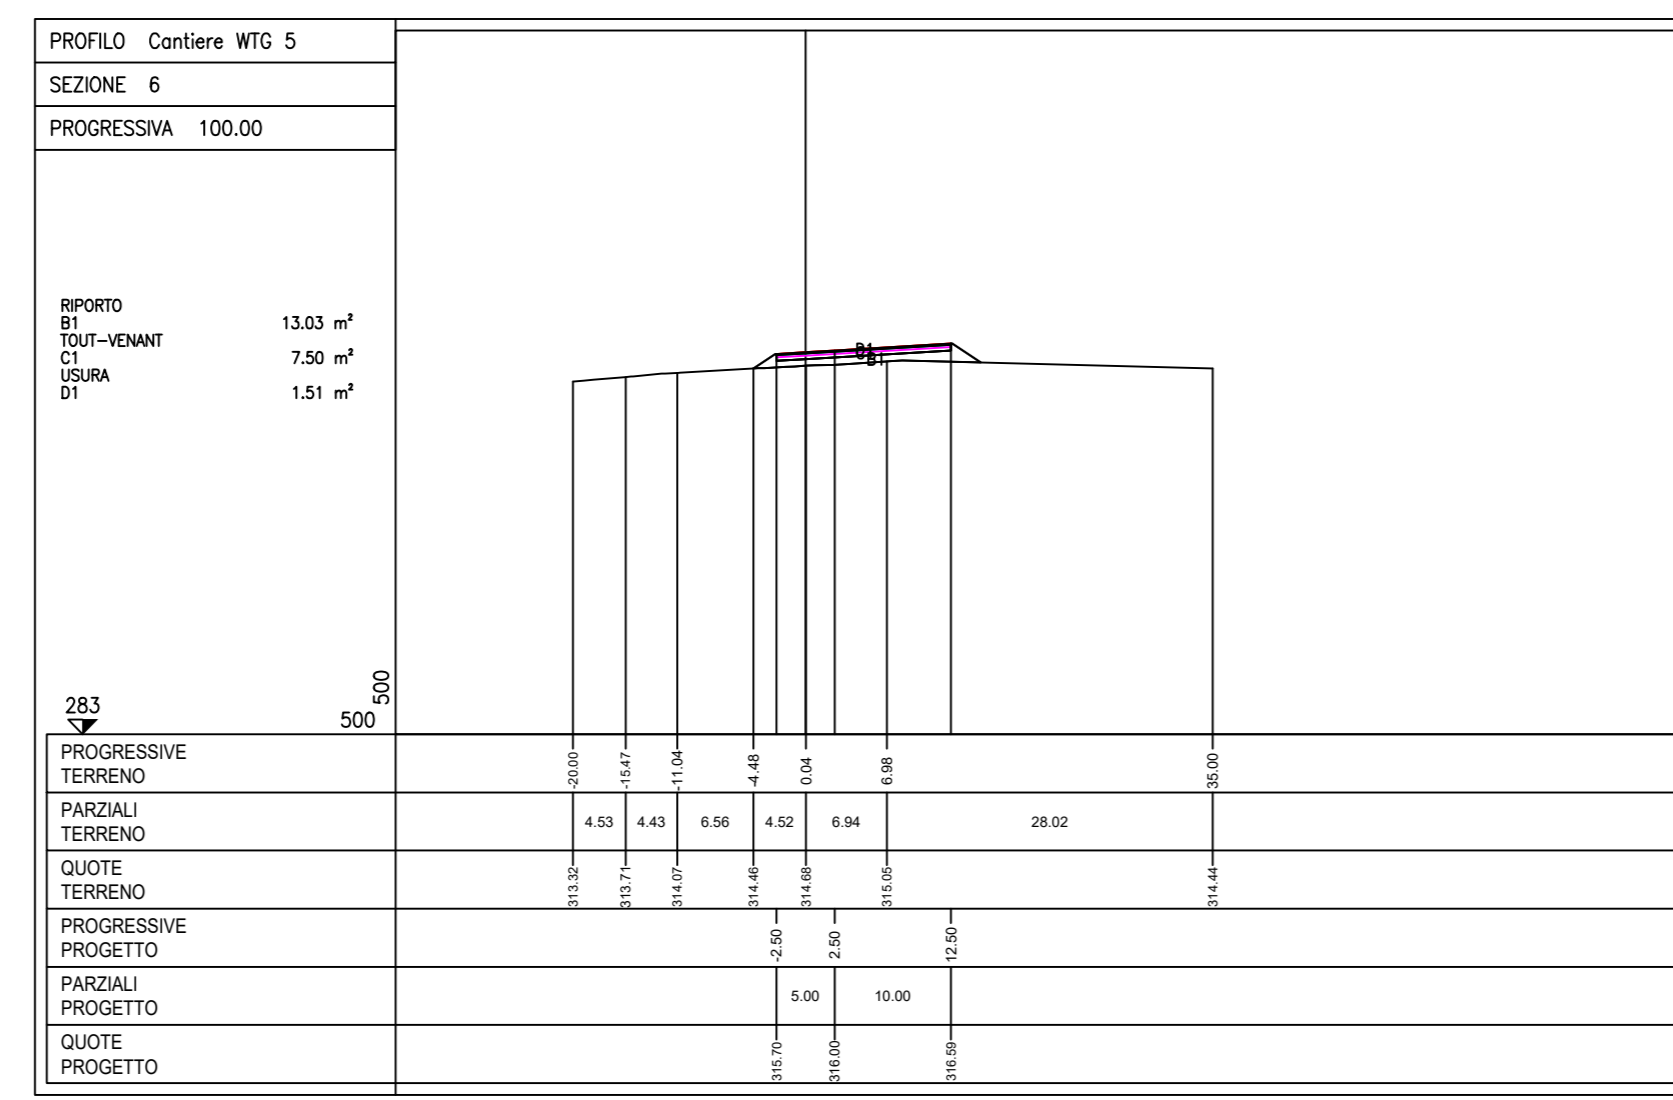 PROFILO Cantiere WTG 5
SEZIONE 6
PROGRESSIVA 100.00
RIPORTO
B1 13.03 m²
TOUT-VENANT
C1 7.50 m²
USURA
D1 1.51 m²
D1
B1
283
500
500
PROGRESSIVE
TERRENO
-20.00 -15.47 -11.04 -4.48 0.04 6.98 35.00
PARZIALI
TERRENO
4.53 4.43 6.56 4.52 6.94 28.02
QUOTE
TERRENO
313.32 313.71 314.07 314.46 314.68 315.05 314.44
PROGRESSIVE
PROGETTO
-2.50 2.50 12.50
PARZIALI
PROGETTO
5.00 10.00
QUOTE
PROGETTO
315.70 316.00 316.59